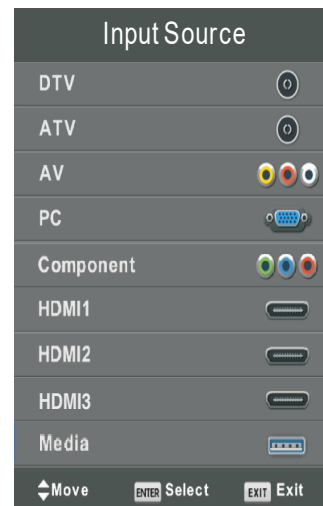 Input Source
DTV
ATV
AV
PC
Component
HDMI1
HDMI2
HDMI3
Media
Move ENTER Select EXIT Exit